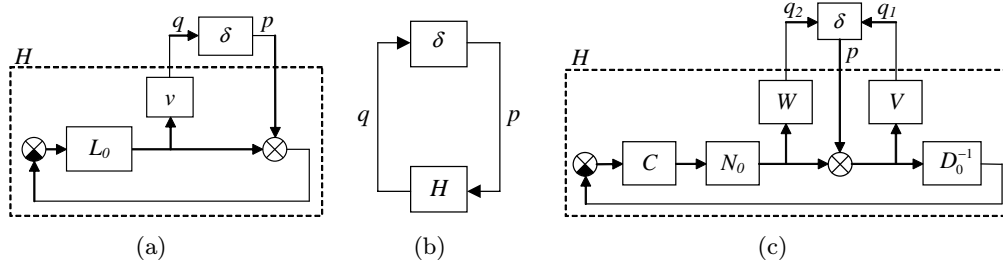 H
q
δ
p
v
L₀
(a)
δ
q
p
H
(b)
H
q₂
δ
q₁
p
W
V
C
N₀
D₀⁻¹
(c)